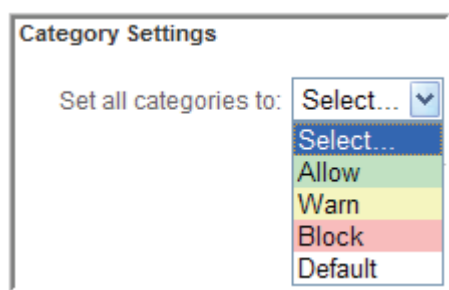 Category Settings
Set all categories to: Select...
Select...
Allow
Warn
Block
Default